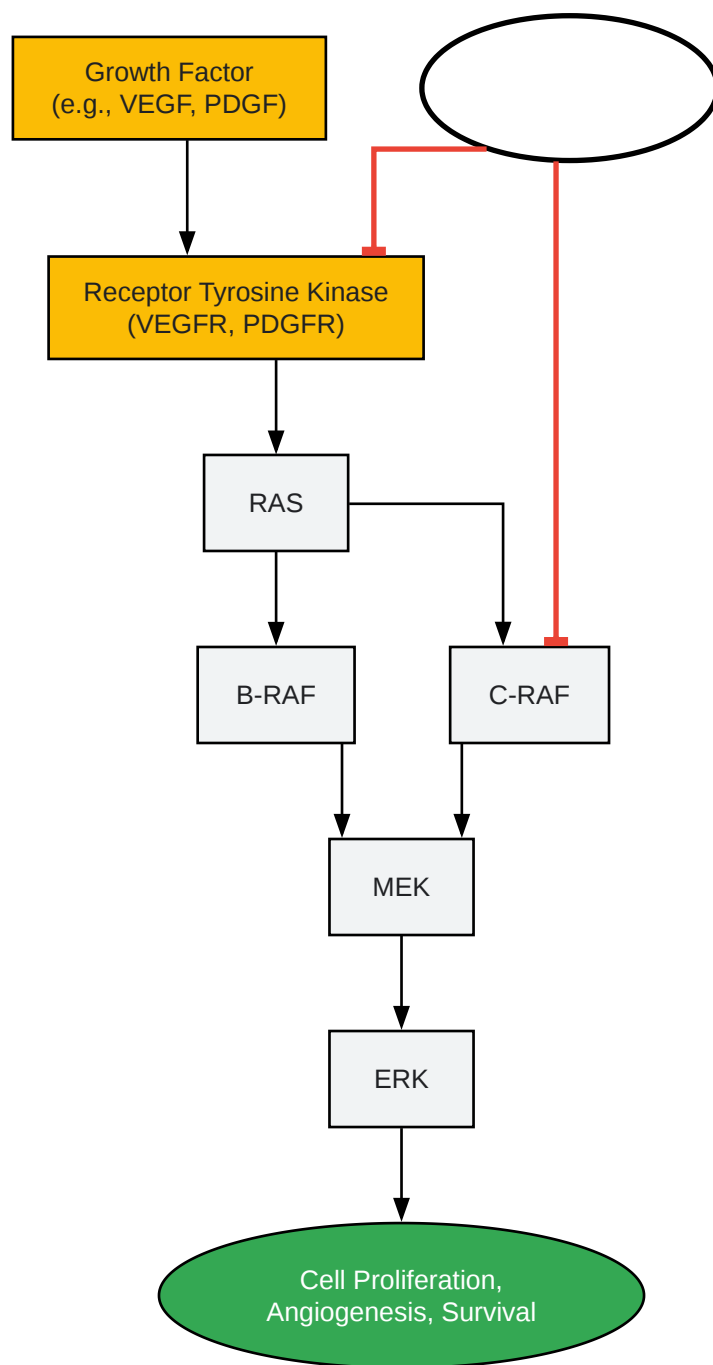 Growth Factor
(e.g., VEGF, PDGF)
Receptor Tyrosine Kinase
(VEGFR, PDGFR)
RAS
B-RAF
C-RAF
MEK
ERK
Cell Proliferation,
Angiogenesis, Survival